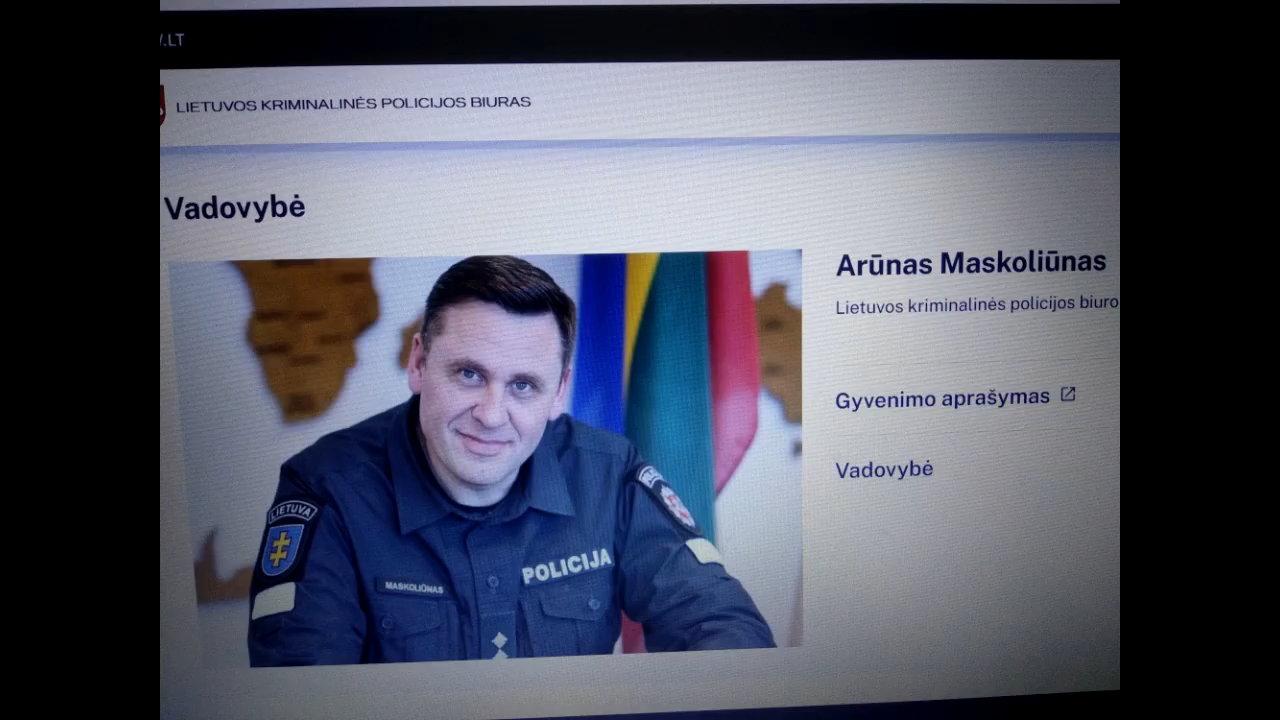 .LT
LIETUVOS KRIMINALINĖS POLICIJOS BIURAS
Vadovybė
Arūnas Maskoliūnas
Lietuvos kriminalinės policijos biuro
Gyvenimo aprašymas
Vadovybė
LIETUVA
MASKOLIŪNAS
POLICIJA